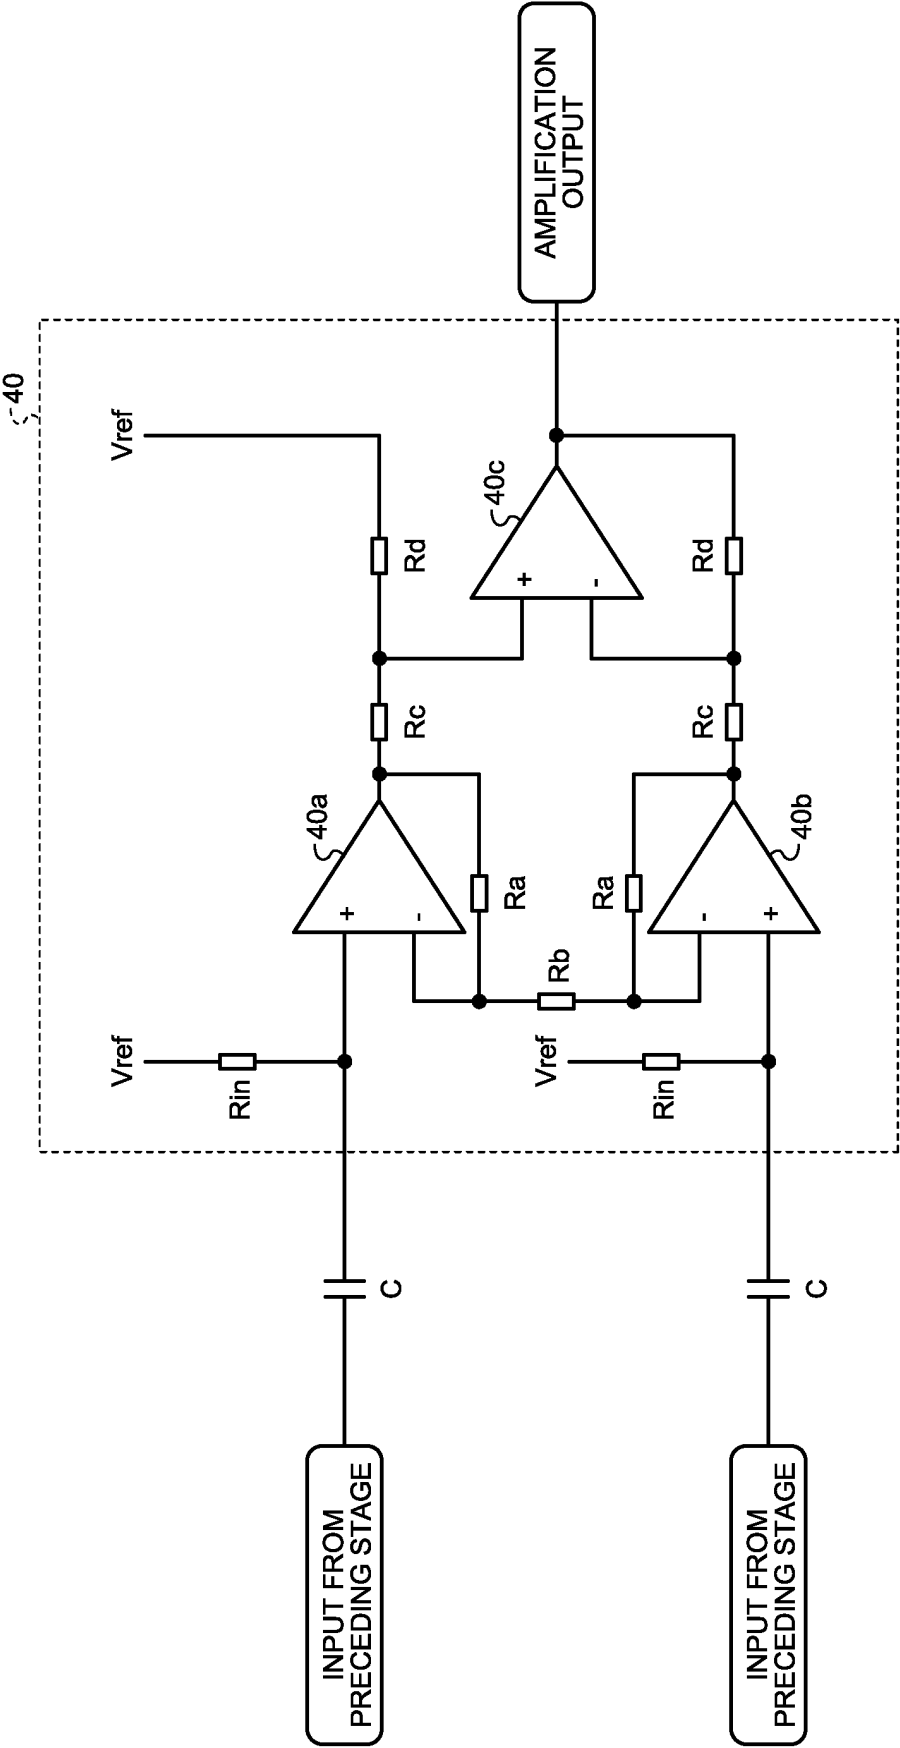 40
Vref
Rd
40c
+
-
Rd
AMPLIFICATION
OUTPUT
Rc
Rc
40a
+
-
Ra
Rb
Ra
40b
-
+
Vref
Rin
Vref
Rin
C
C
INPUT FROM
PRECEDING STAGE
INPUT FROM
PRECEDING STAGE